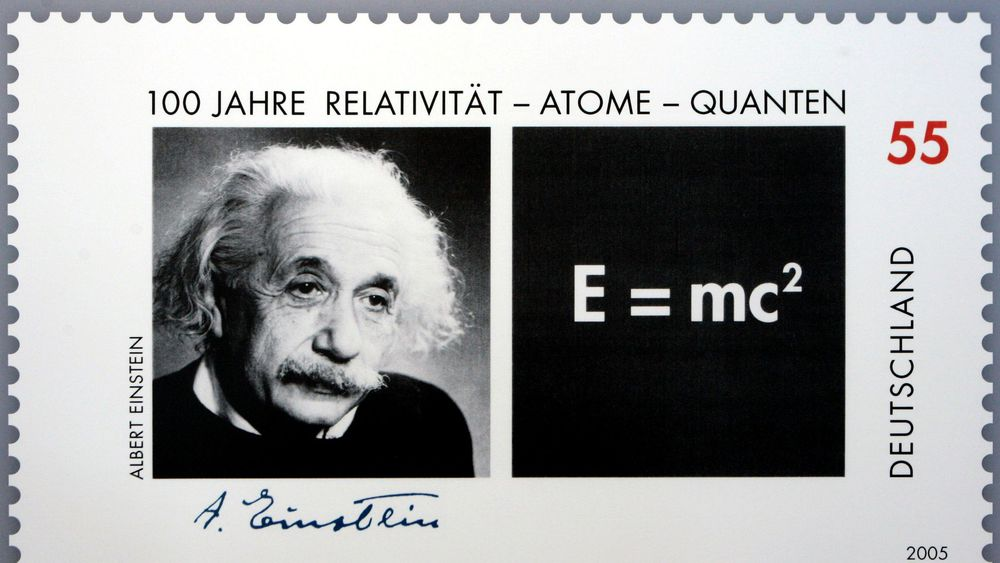 100 JAHRE RELATIVITÄT – ATOME – QUANTEN
55
ALBERT EINSTEIN
E = mc²
DEUTSCHLAND
A. Einstein
2005